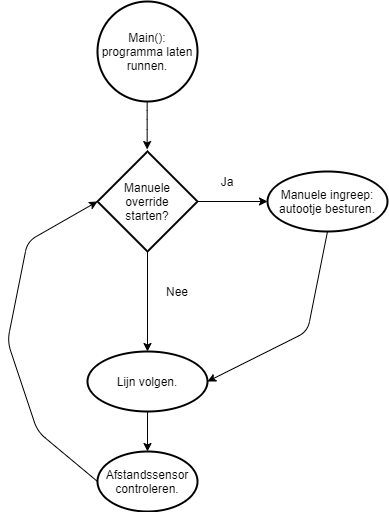 Main():
programma laten
runnen.
Manuele
override
starten?
Ja
Manuele ingreep:
autootje besturen.
Nee
Lijn volgen.
Afstandssensor
controleren.